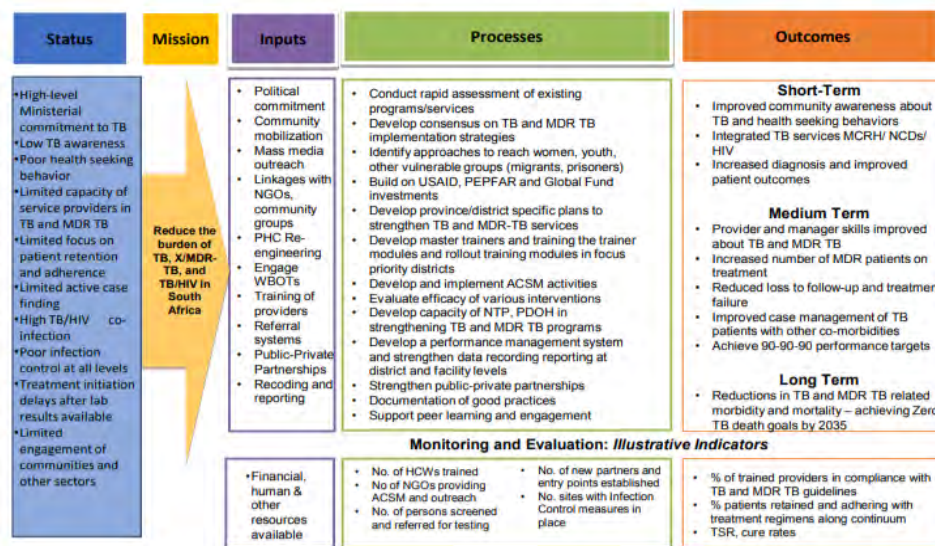 Status
Mission
Inputs
Processes
Outcomes
•High-level
Ministerial
commitment to TB
•Low TB awareness
•Poor health seeking
behavior
•Limited capacity of
service providers in
TB and MDR TB
•Limited focus on
patient retention
and adherence
•Limited active case
finding
•High TB/HIV co-
infection
•Poor infection
control at all levels
•Treatment initiation
delays after lab
results available
•Limited
engagement of
communities and
other sectors
Reduce the
burden of
TB, X/MDR-
TB, and
TB/HIV in
South
Africa
• Political
commitment
• Community
mobilization
• Mass media
outreach
• Linkages with
NGOs,
community
groups
• PHC Re-
engineering
• Engage
WBOTs
• Training of
providers
• Referral
systems
• Public-Private
Partnerships
• Recoding and
reporting
• Conduct rapid assessment of existing
programs/services
• Develop consensus on TB and MDR TB
implementation strategies
• Identify approaches to reach women, youth,
other vulnerable groups (migrants, prisoners)
• Build on USAID, PEPFAR and Global Fund
investments
• Develop province/district specific plans to
strengthen TB and MDR-TB services
• Develop master trainers and training the trainer
modules and rollout training modules in focus
priority districts
• Develop and implement ACSM activities
• Evaluate efficacy of various interventions
• Develop capacity of NTP, PDOH in
strengthening TB and MDR TB programs
• Develop a performance management system
and strengthen data recording reporting at
district and facility levels
• Strengthen public-private partnerships
• Documentation of good practices
• Support peer learning and engagement
Short-Term
• Improved community awareness about
TB and health seeking behaviors
• Integrated TB services MCRH/ NCDs/
HIV
• Increased diagnosis and improved
patient outcomes
Medium Term
• Provider and manager skills improved
about TB and MDR TB
• Increased number of MDR patients on
treatment
• Reduced loss to follow-up and treatment
failure
• Improved case management of TB
patients with other co-morbidities
• Achieve 90-90-90 performance targets
Long Term
• Reductions in TB and MDR TB related
morbidity and mortality – achieving Zero
TB death goals by 2035
Monitoring and Evaluation: Illustrative Indicators
•Financial,
human &
other
resources
available
• No. of HCWs trained
• No of NGOs providing
ACSM and outreach
• No. of persons screened
and referred for testing
• No. of new partners and
entry points established
• No. sites with Infection
Control measures in
place
• % of trained providers in compliance with
TB and MDR TB guidelines
• % patients retained and adhering with
treatment regimens along continuum
• TSR, cure rates